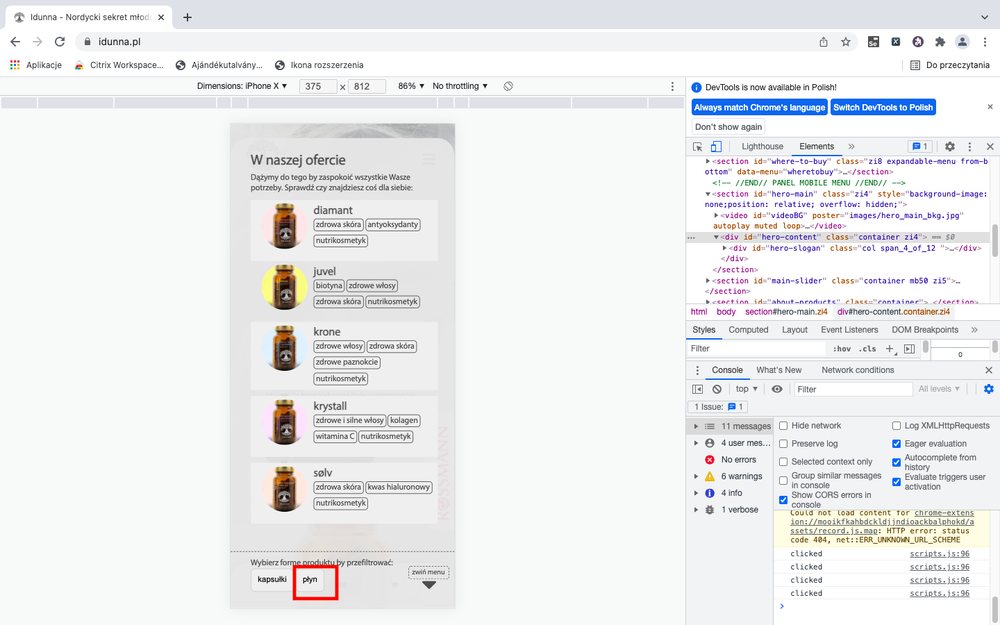 Idunna - Nordycki sekret młodo
idunna.pl
Aplikacje
Citrix Workspace...
Ajándékutalvány...
Ikona rozszerzenia
Do przeczytania
Dimensions: iPhone X ▼ 375 × 812 86% ▼ No throttling ▼
W naszej ofercie
Dążymy do tego by zaspokoić wszystkie Wasze
potrzeby. Sprawdź czy znajdziesz coś dla siebie:
diamant
zdrowa skóra antyoksydanty
nutrikosmetyk
juvel
biotyna zdrowe włosy
zdrowa skóra nutrikosmetyk
krone
zdrowe włosy zdrowa skóra
zdrowe paznokcie
nutrikosmetyk
krystall
zdrowe i silne włosy kolagen
witamina C nutrikosmetyk
sølv
zdrowa skóra kwas hialuronowy
nutrikosmetyk
ROSSMANN
Wybierz formę produktu by przefiltrować:
kapsułki płyn
zwiń menu
DevTools is now available in Polish!
Always match Chrome's language Switch DevTools to Polish
Don't show again
Lighthouse Elements » 1
<section id="where-to-buy" class="zi8 expandable-menu from-b
ottom" data-menu="wheretobuy">…</section>
<!-- //END// PANEL MOBILE MENU //END// -->
<section id="hero-main" class="zi4" style="background-image:
none;position: relative; overflow: hidden;">
<video id="videoBG" poster="images/hero_main_bkg.jpg"
autoplay muted loop>…</video>
<div id="hero-content" class="container zi4"> == $0
<div id="hero-slogan" class="col span_4_of_12 ">…</div>
</div>
</section>
<section id="main-slider" class="container mb50 zi5">…
</section>
<section id="about-products" class="container">…</section>
html body section#hero-main.zi4 div#hero-content.container.zi4
Styles Computed Layout Event Listeners DOM Breakpoints »
Filter :hov .cls
0
Console What's New Network conditions
top ▼ Filter All levels ▼
1 Issue: 1
11 messages
4 user mes...
No errors
6 warnings
4 info
1 verbose
Hide network
Log XMLHttpRequests
Preserve log
Eager evaluation
Selected context only
Autocomplete from
history
Group similar messages
in console
Evaluate triggers user
activation
Show CORS errors in
console
Could not load content for chrome-exten
sion://mooikfkahbdckldjjndioackbalphokd/a
ssets/record.js.map: HTTP error: status
code 404, net::ERR_UNKNOWN_URL_SCHEME
clicked scripts.js:96
clicked scripts.js:96
clicked scripts.js:96
clicked scripts.js:96